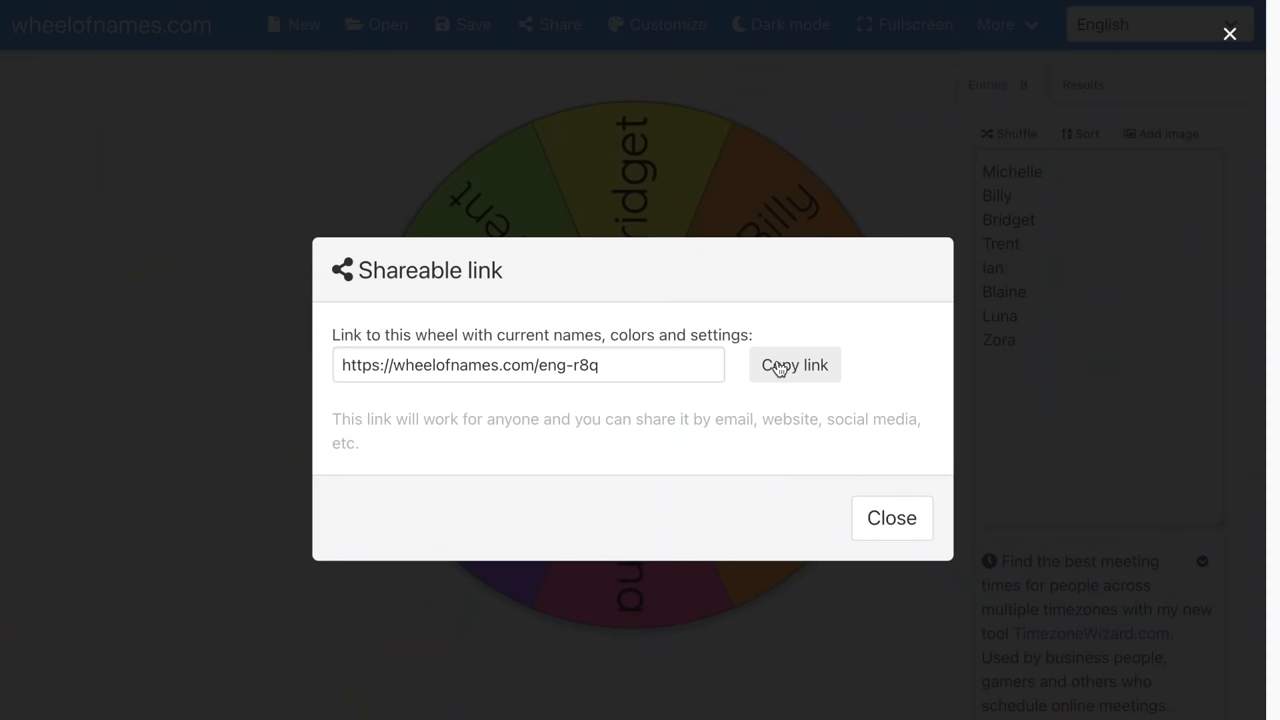 wheelofnames.com
New
Open
Save
Share
Customize
Dark mode
Fullscreen
More
English
Entries 8
Results
Shuffle
Sort
Add image
Michelle
Billy
Bridget
Trent
Ian
Blaine
Luna
Zora
ent
ridget
Billy
Shareable link
Link to this wheel with current names, colors and settings:
https://wheelofnames.com/eng-r8q
Copy link
This link will work for anyone and you can share it by email, website, social media,
etc.
Close
Find the best meeting
times for people across
multiple timezones with my new
tool TimezoneWizard.com.
Used by business people,
gamers and others who
schedule online meetings.